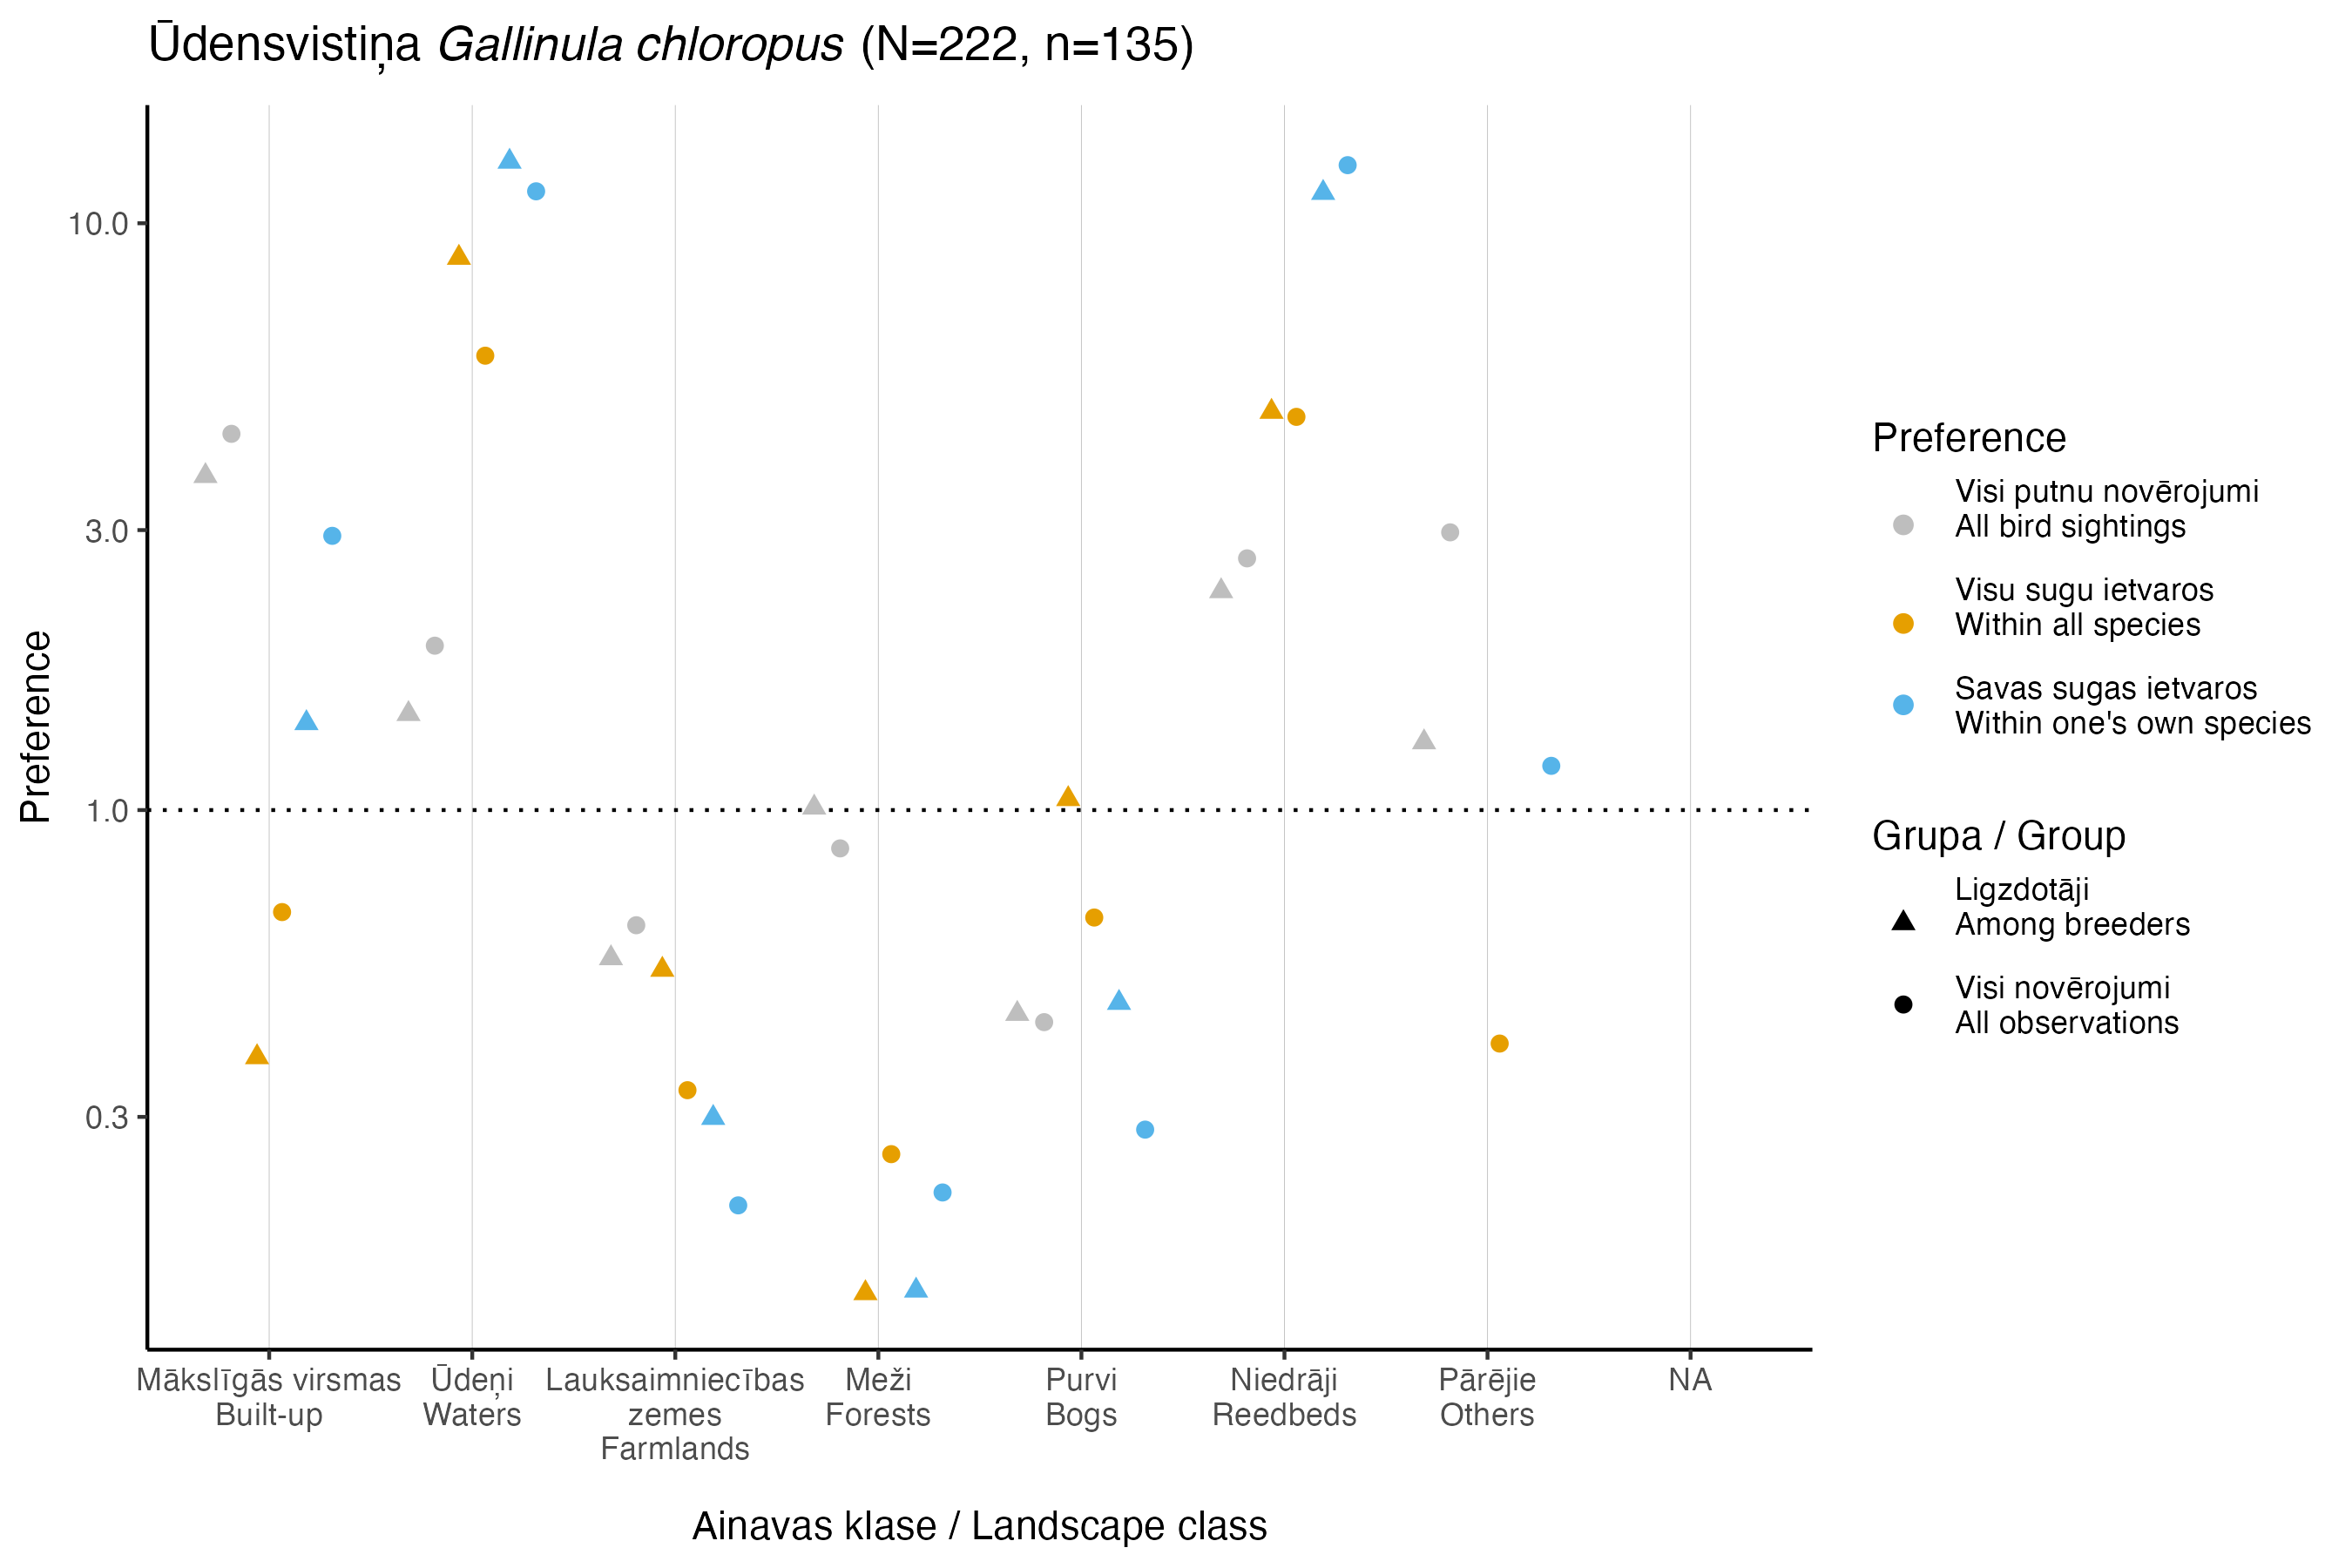 Ūdensvistiņa Gallinula chloropus (N=222, n=135)
Preference
10.0
3.0
1.0
0.3
Mākslīgās virsmas
Built-up
Ūdeņi
Waters
Lauksaimniecības
zemes
Farmlands
Meži
Forests
Purvi
Bogs
Niedrāji
Reedbeds
Pārējie
Others
NA
Ainavas klase / Landscape class
Preference
Visi putnu novērojumi
All bird sightings
Visu sugu ietvaros
Within all species
Savas sugas ietvaros
Within one's own species
Grupa / Group
Ligzdotāji
Among breeders
Visi novērojumi
All observations